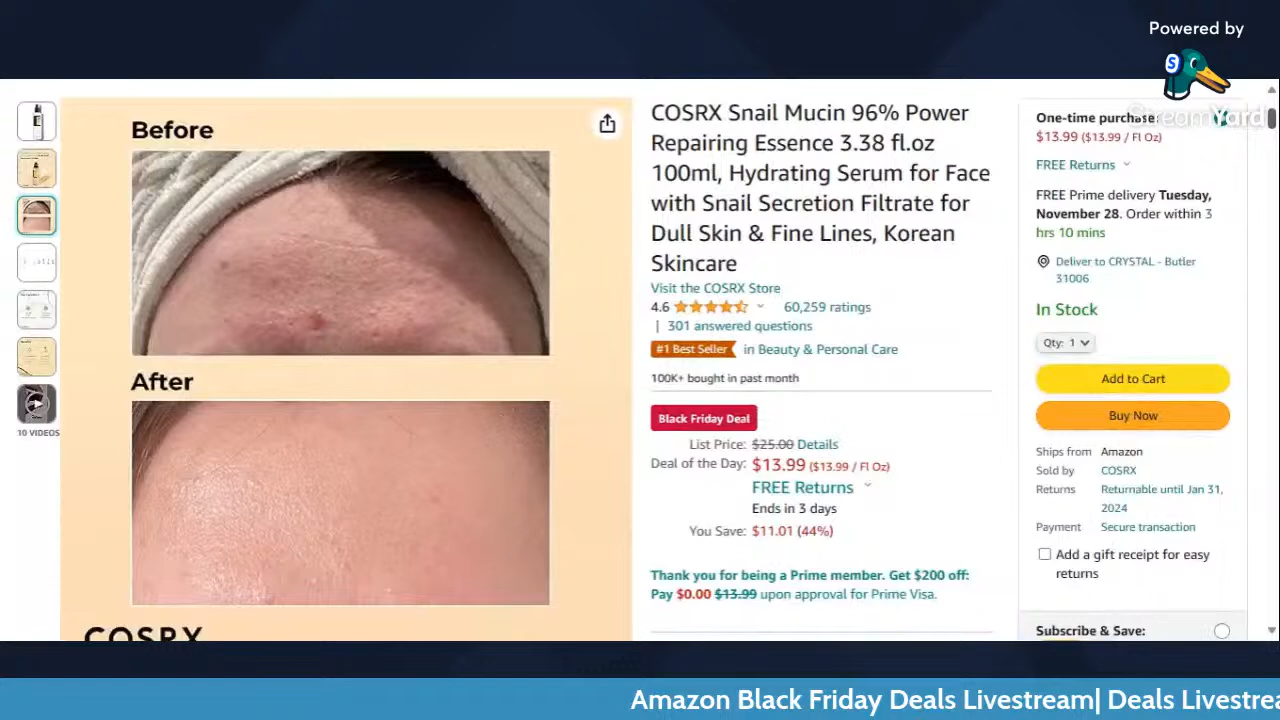 Powered by
StreamYard
Before
After
COSRX
10 VIDEOS
COSRX Snail Mucin 96% Power
Repairing Essence 3.38 fl.oz
100ml, Hydrating Serum for Face
with Snail Secretion Filtrate for
Dull Skin & Fine Lines, Korean
Skincare
Visit the COSRX Store
4.6 60,259 ratings
| 301 answered questions
#1 Best Seller in Beauty & Personal Care
100K+ bought in past month
Black Friday Deal
List Price: $25.00 Details
Deal of the Day: $13.99 ($13.99 / Fl Oz)
FREE Returns
Ends in 3 days
You Save: $11.01 (44%)
Thank you for being a Prime member. Get $200 off:
Pay $0.00 $13.99 upon approval for Prime Visa.
One-time purchase:
$13.99 ($13.99 / Fl Oz)
FREE Returns
FREE Prime delivery Tuesday,
November 28. Order within 3
hrs 10 mins
Deliver to CRYSTAL - Butler
31006
In Stock
Qty: 1
Add to Cart
Buy Now
Ships from Amazon
Sold by COSRX
Returns Returnable until Jan 31,
2024
Payment Secure transaction
Add a gift receipt for easy
returns
Subscribe & Save:
Amazon Black Friday Deals Livestream| Deals Livestrea